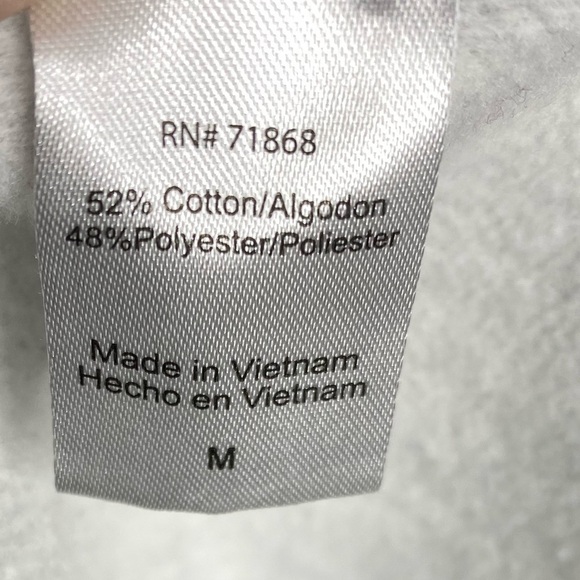 RN# 71868
52% Cotton/Algodon
48%Polyester/Poliester
Made in Vietnam
Hecho en Vietnam
M